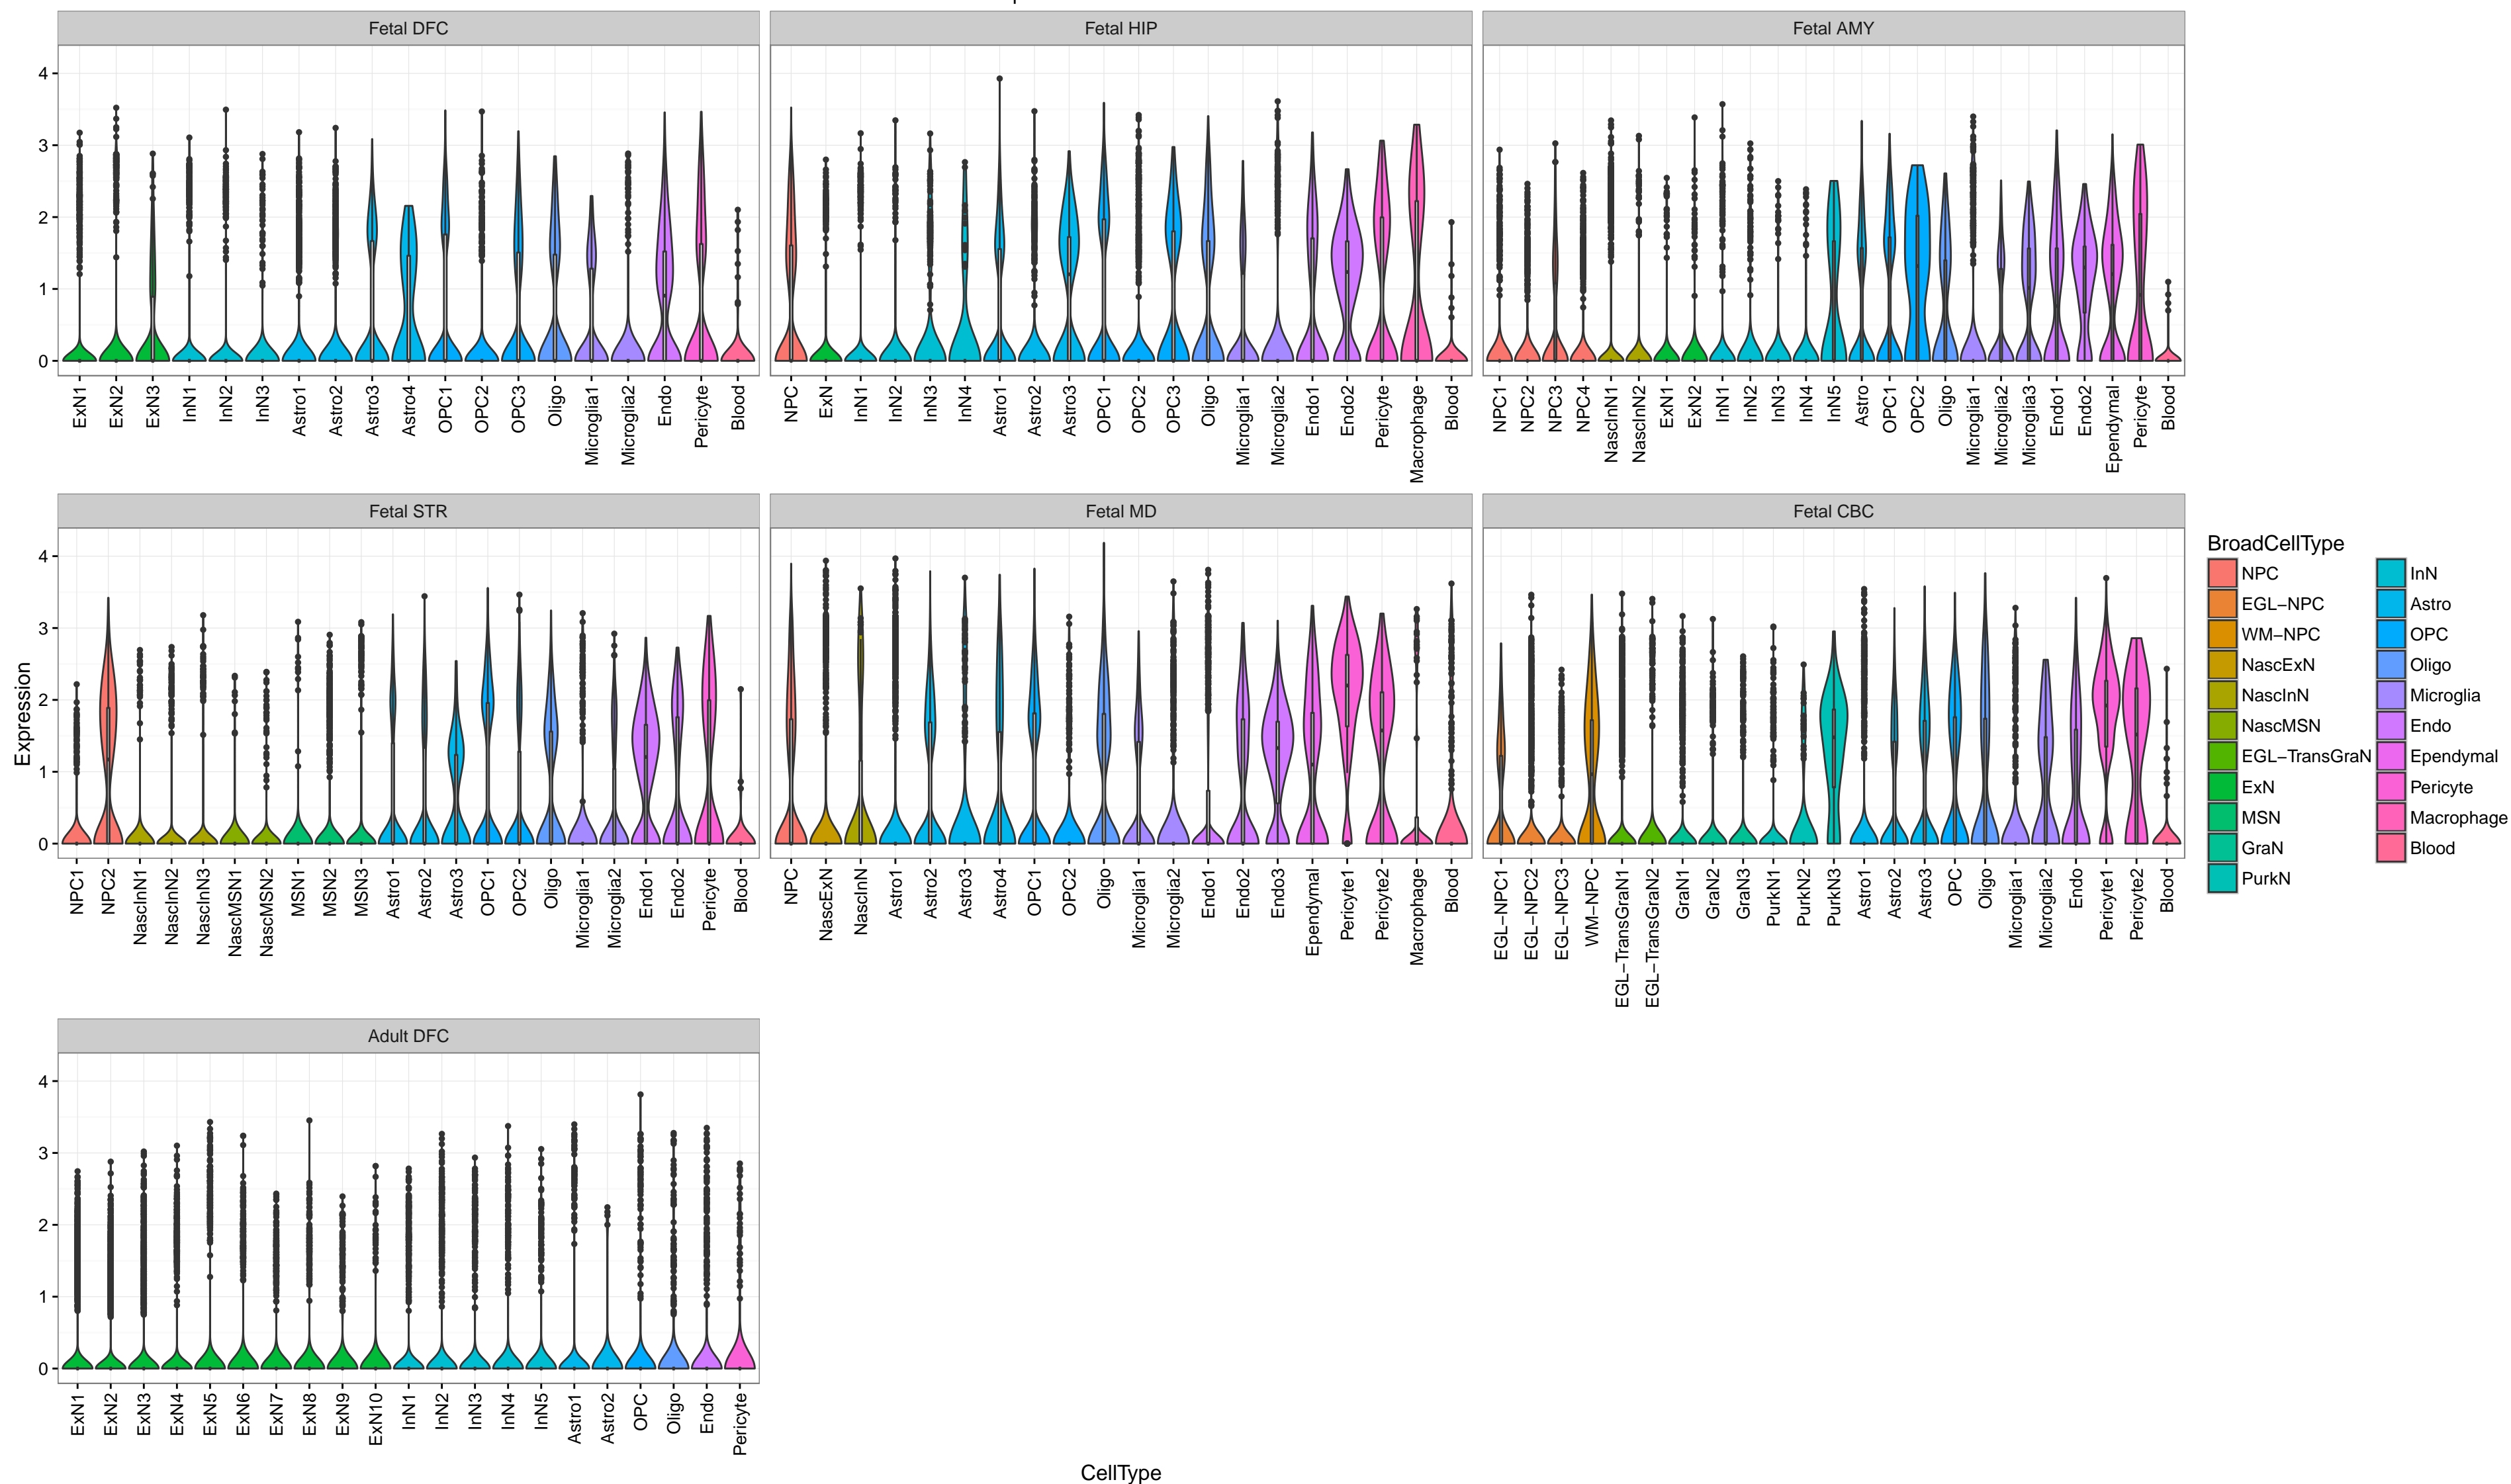 Fetal DFC Fetal HIP Fetal AMY
4
3
2
1
0
ExN1 ExN2 ExN3 InN1 InN2 InN3 Astro1 Astro2 Astro3 Astro4 OPC1 OPC2 OPC3 Oligo Microglia1 Microglia2 Endo Pericyte Blood
NPC ExN InN1 InN2 InN3 InN4 Astro1 Astro2 Astro3 OPC1 OPC2 OPC3 Oligo Microglia1 Microglia2 Endo1 Endo2 Pericyte Macrophage Blood
NPC1 NPC2 NPC3 NPC4 NascInN1 NascInN2 ExN1 ExN2 InN1 InN2 InN3 InN4 InN5 Astro OPC1 OPC2 Oligo Microglia1 Microglia2 Microglia3 Endo1 Endo2 Ependymal Pericyte Blood
Fetal STR Fetal MD Fetal CBC
Expression
4
3
2
1
0
NPC1 NPC2 NascInN1 NascInN2 NascInN3 NascMSN1 NascMSN2 MSN1 MSN2 MSN3 Astro1 Astro2 Astro3 OPC1 OPC2 Oligo Microglia1 Microglia2 Endo1 Endo2 Pericyte Blood
NPC NascExN NascInN Astro1 Astro2 Astro3 Astro4 OPC1 OPC2 Oligo Microglia1 Microglia2 Endo1 Endo2 Endo3 Ependymal Pericyte1 Pericyte2 Macrophage Blood
EGL−NPC1 EGL−NPC2 EGL−NPC3 WM−NPC EGL−TransGraN1 EGL−TransGraN2 GraN1 GraN2 GraN3 PurkN1 PurkN2 PurkN3 Astro1 Astro2 Astro3 OPC Oligo Microglia1 Microglia2 Endo Pericyte1 Pericyte2 Blood
BroadCellType
NPC InN
EGL−NPC Astro
WM−NPC OPC
NascExN Oligo
NascInN Microglia
NascMSN Endo
EGL−TransGraN Ependymal
ExN Pericyte
MSN Macrophage
GraN Blood
PurkN
Adult DFC
4
3
2
1
0
ExN1 ExN2 ExN3 ExN4 ExN5 ExN6 ExN7 ExN8 ExN9 ExN10 InN1 InN2 InN3 InN4 InN5 Astro1 Astro2 OPC Oligo Endo Pericyte
CellType